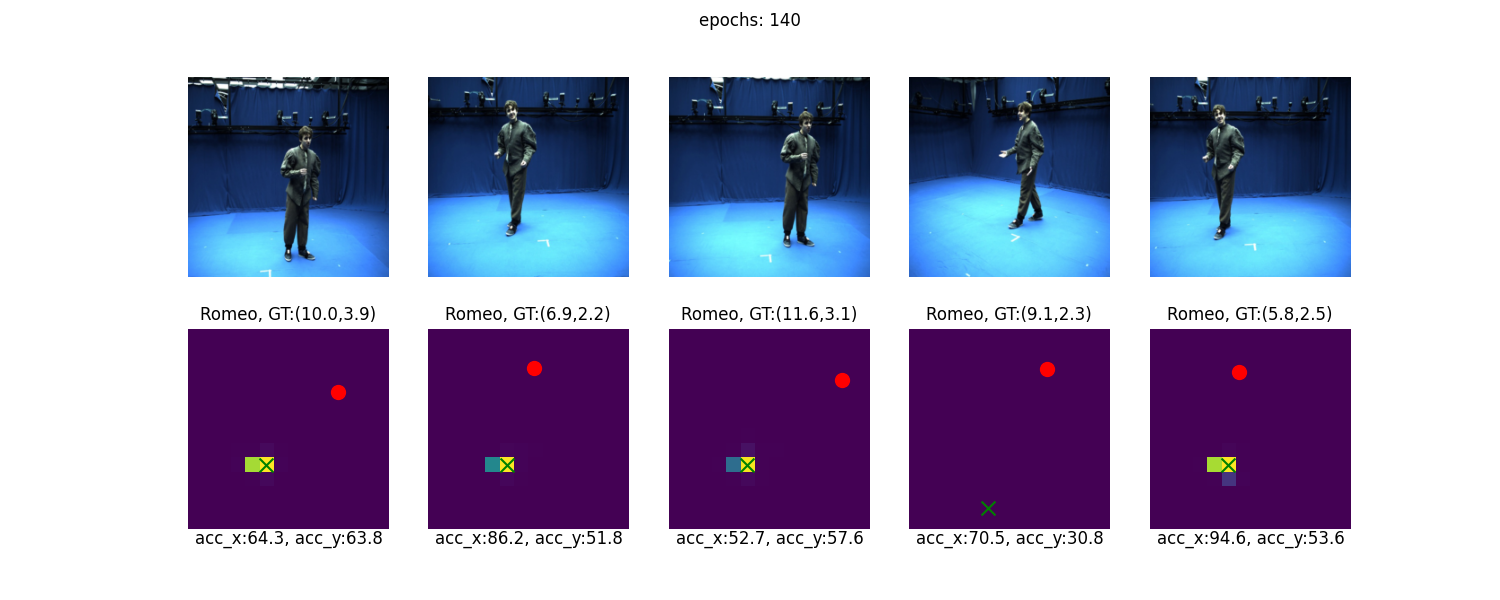 epochs: 140
Romeo, GT:(10.0,3.9)
Romeo, GT:(6.9,2.2)
Romeo, GT:(11.6,3.1)
Romeo, GT:(9.1,2.3)
Romeo, GT:(5.8,2.5)
acc_x:64.3, acc_y:63.8
acc_x:86.2, acc_y:51.8
acc_x:52.7, acc_y:57.6
acc_x:70.5, acc_y:30.8
acc_x:94.6, acc_y:53.6